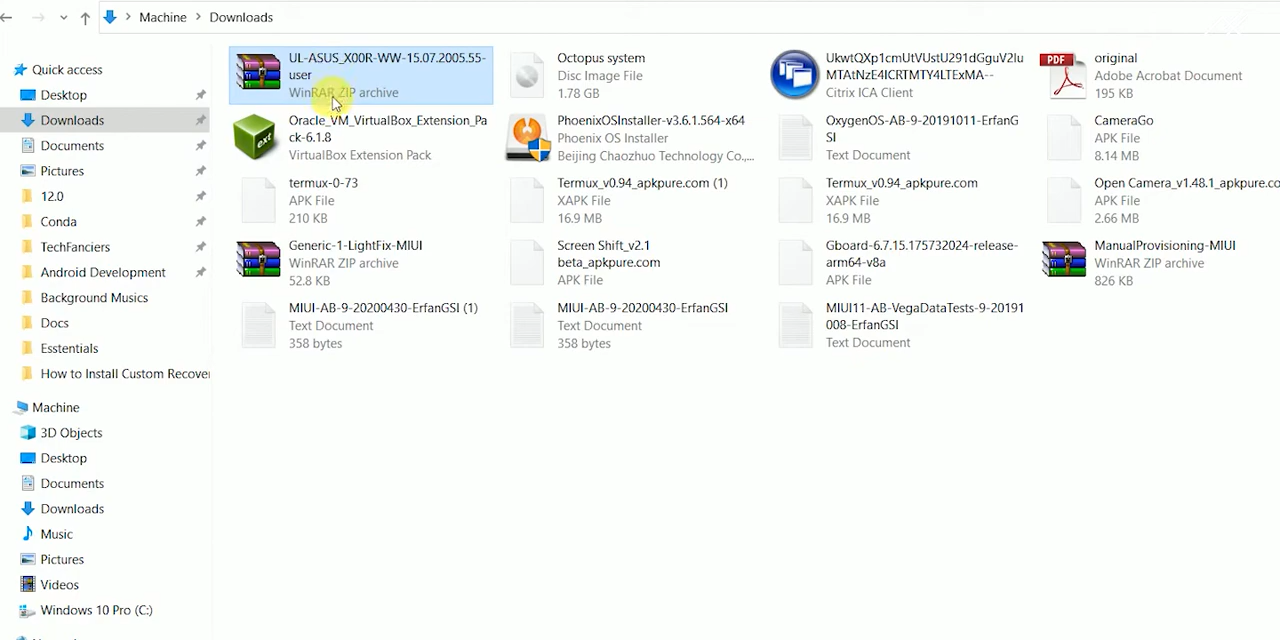 Machine > Downloads
Quick access
Desktop
Downloads
Documents
Pictures
12.0
Conda
TechFanciers
Android Development
Background Musics
Docs
Esstentials
How to Install Custom Recover
Machine
3D Objects
Desktop
Documents
Downloads
Music
Pictures
Videos
Windows 10 Pro (C:)
UL-ASUS_X00R-WW-15.07.2005.55-
user
WinRAR ZIP archive
Octopus system
Disc Image File
1.78 GB
UkwtQXp1cmUtVUstU291dGguV2lu
MTAtNzE4ICRTMTY4LTExMA--
Citrix ICA Client
PDF
original
Adobe Acrobat Document
195 KB
ext
Oracle_VM_VirtualBox_Extension_Pa
ck-6.1.8
VirtualBox Extension Pack
PhoenixOSInstaller-v3.6.1.564-x64
Phoenix OS Installer
Beijing Chaozhuo Technology Co.,...
OxygenOS-AB-9-20191011-ErfanG
SI
Text Document
CameraGo
APK File
8.14 MB
termux-0-73
APK File
210 KB
Termux_v0.94_apkpure.com (1)
XAPK File
16.9 MB
Termux_v0.94_apkpure.com
XAPK File
16.9 MB
Open Camera_v1.48.1_apkpure.co
APK File
2.66 MB
Generic-1-LightFix-MIUI
WinRAR ZIP archive
52.8 KB
Screen Shift_v2.1
beta_apkpure.com
APK File
Gboard-6.7.15.175732024-release-
arm64-v8a
APK File
ManualProvisioning-MIUI
WinRAR ZIP archive
826 KB
MIUI-AB-9-20200430-ErfanGSI (1)
Text Document
358 bytes
MIUI-AB-9-20200430-ErfanGSI
Text Document
358 bytes
MIUI11-AB-VegaDataTests-9-20191
008-ErfanGSI
Text Document